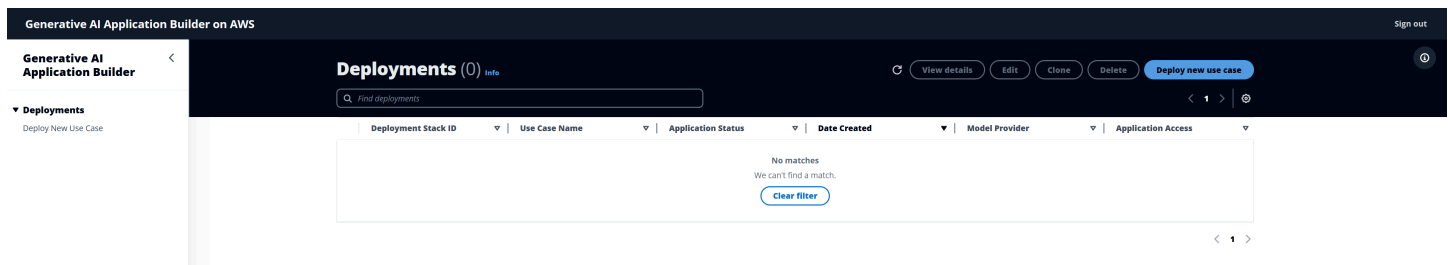 Generative AI Application Builder on AWS
Sign out
Generative AI
Application Builder
Deployments
Deploy New Use Case
Deployments (0) Info
View details
Edit
Clone
Delete
Deploy new use case
Find deployments
1
Deployment Stack ID
Use Case Name
Application Status
Date Created
Model Provider
Application Access
No matches
We can't find a match.
Clear filter
1